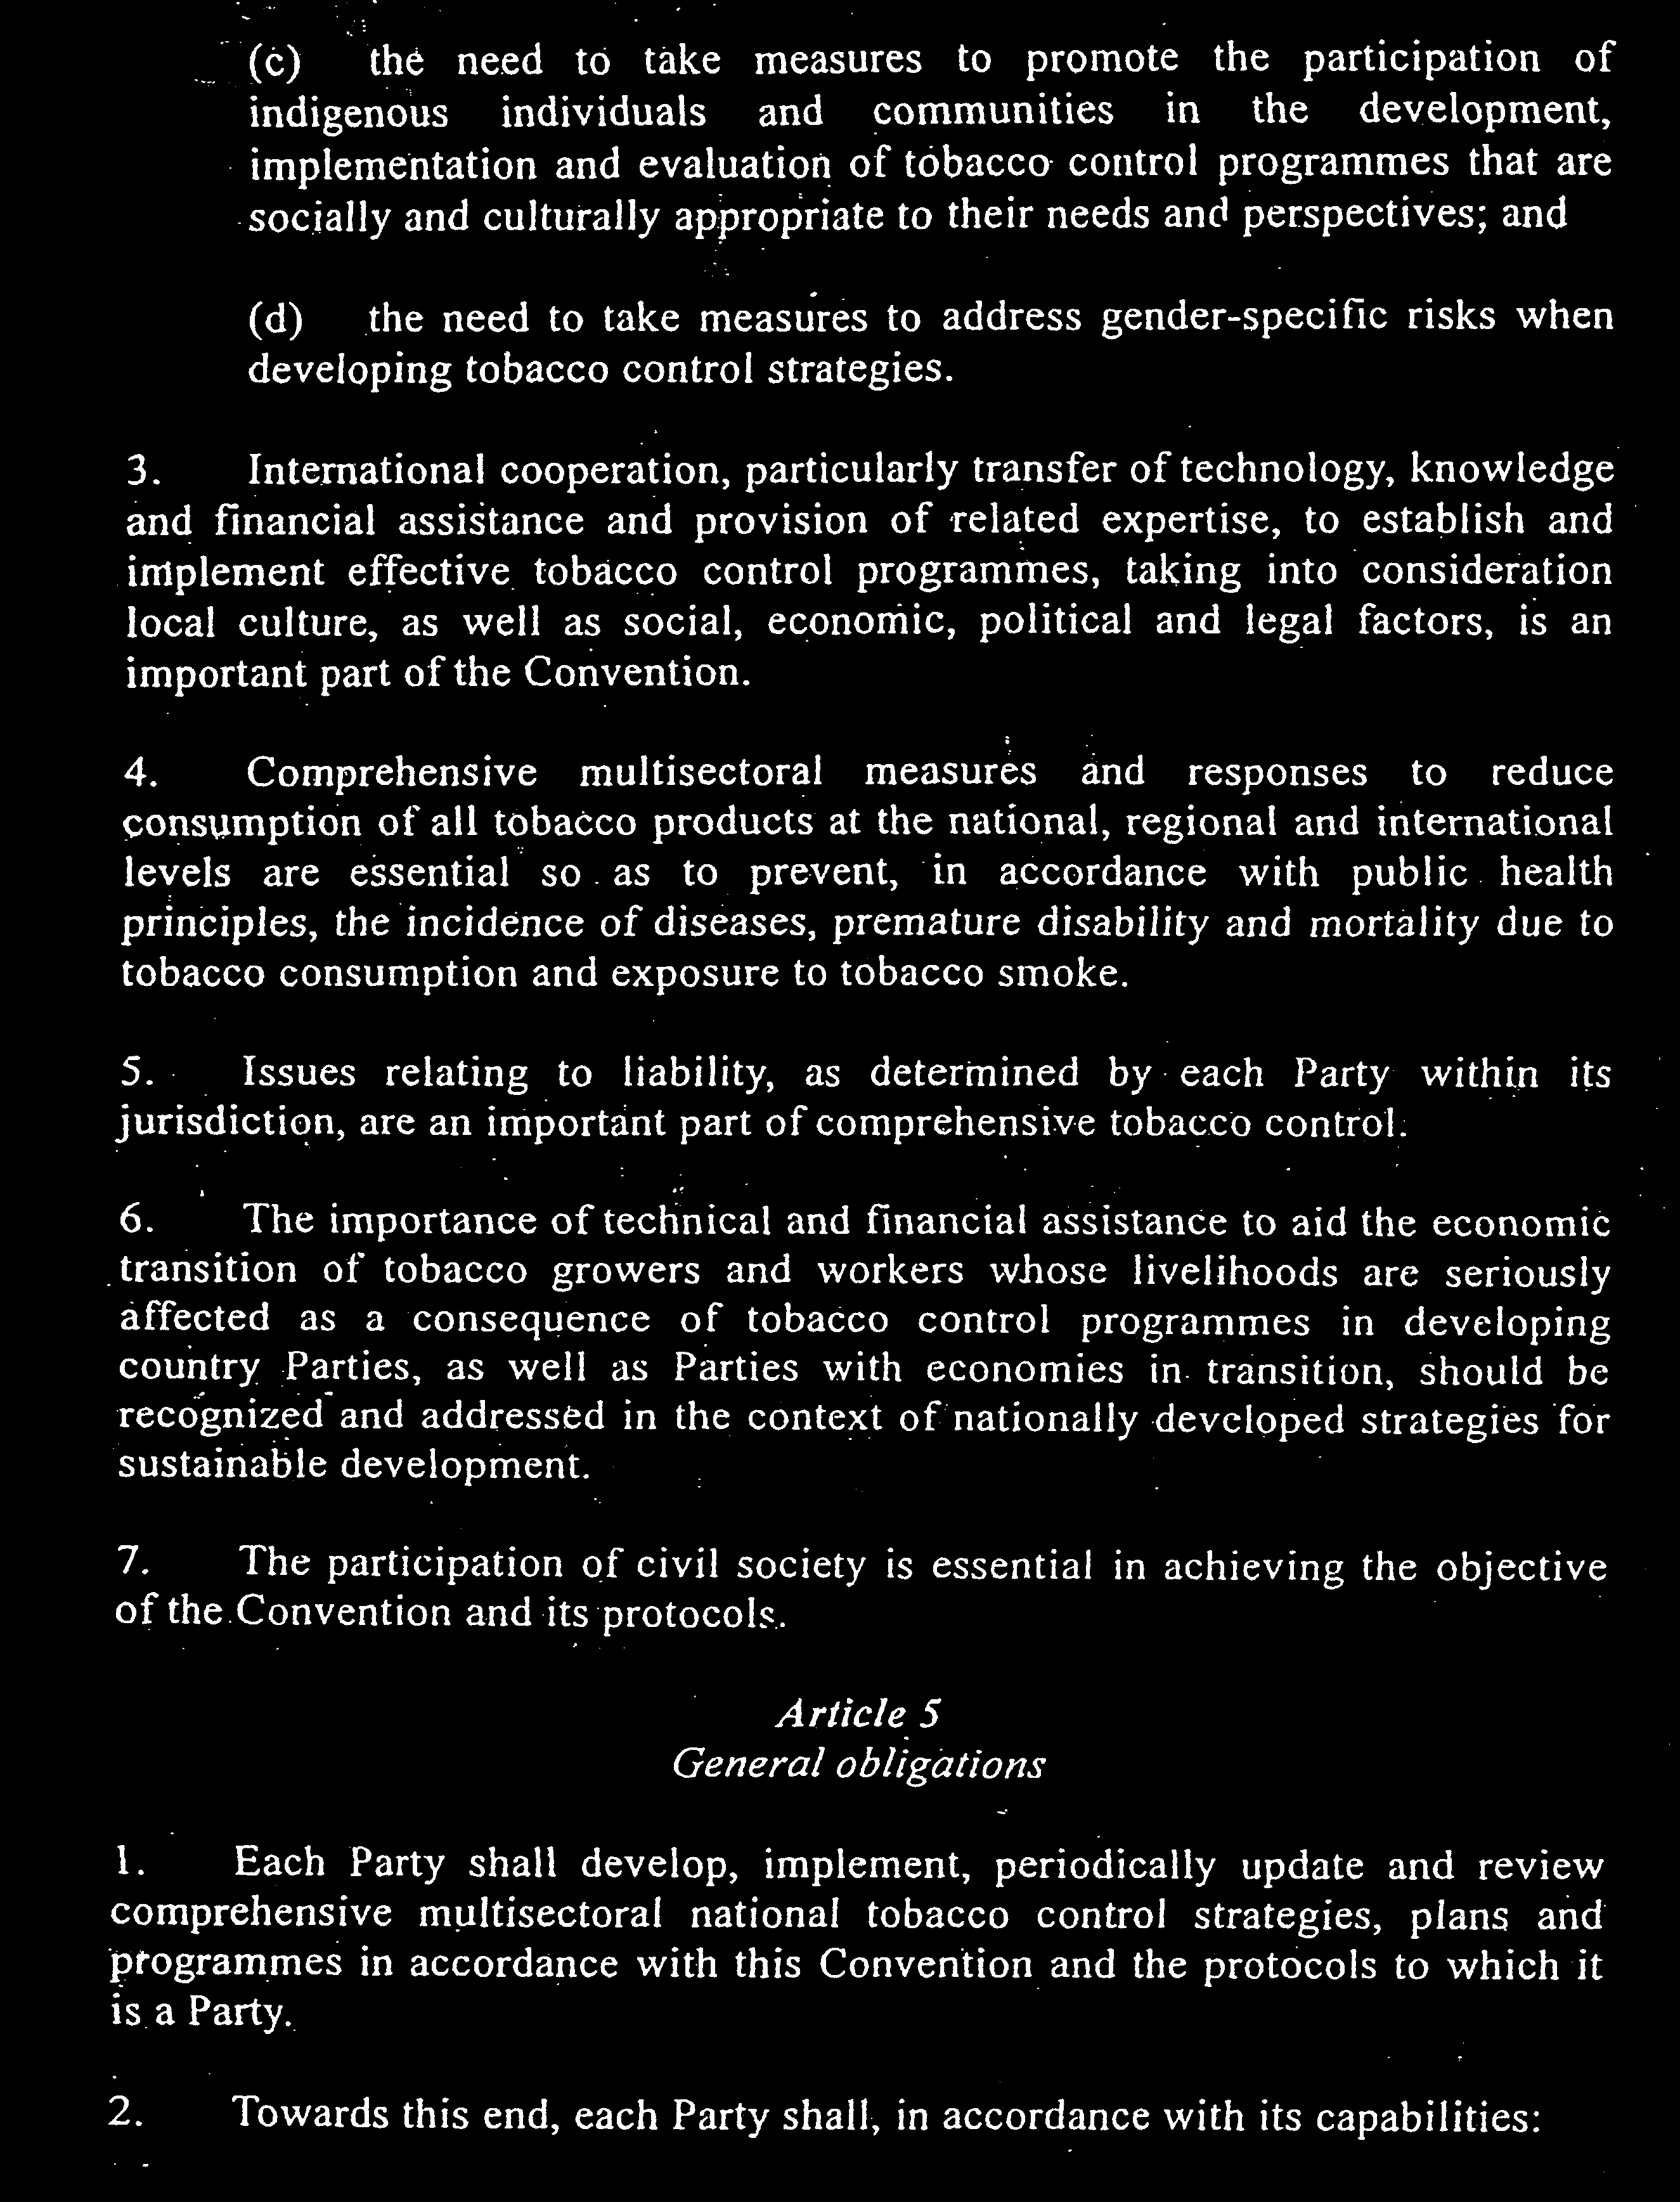 (c) the need to take measures to promote the participation of
indigenous individuals and communities in the development,
implementation and evaluation of tobacco control programmes that are
socially and culturally appropriate to their needs and perspectives; and
(d) the need to take measures to address gender-specific risks when
developing tobacco control strategies.
3. International cooperation, particularly transfer of technology, knowledge
and financial assistance and provision of related expertise, to establish and
implement effective tobacco control programmes, taking into consideration
local culture, as well as social, economic, political and legal factors, is an
important part of the Convention.
4. Comprehensive multisectoral measures and responses to reduce
consumption of all tobacco products at the national, regional and international
levels are essential so as to prevent, in accordance with public health
principles, the incidence of diseases, premature disability and mortality due to
tobacco consumption and exposure to tobacco smoke.
5. Issues relating to liability, as determined by each Party within its
jurisdiction, are an important part of comprehensive tobacco control.
6. The importance of technical and financial assistance to aid the economic
transition of tobacco growers and workers whose livelihoods are seriously
affected as a consequence of tobacco control programmes in developing
country Parties, as well as Parties with economies in transition, should be
recognized and addressed in the context of nationally developed strategies for
sustainable development.
7. The participation of civil society is essential in achieving the objective
of the Convention and its protocols.
Article 5
General obligations
1. Each Party shall develop, implement, periodically update and review
comprehensive multisectoral national tobacco control strategies, plans and
programmes in accordance with this Convention and the protocols to which it
is a Party.
2. Towards this end, each Party shall, in accordance with its capabilities: